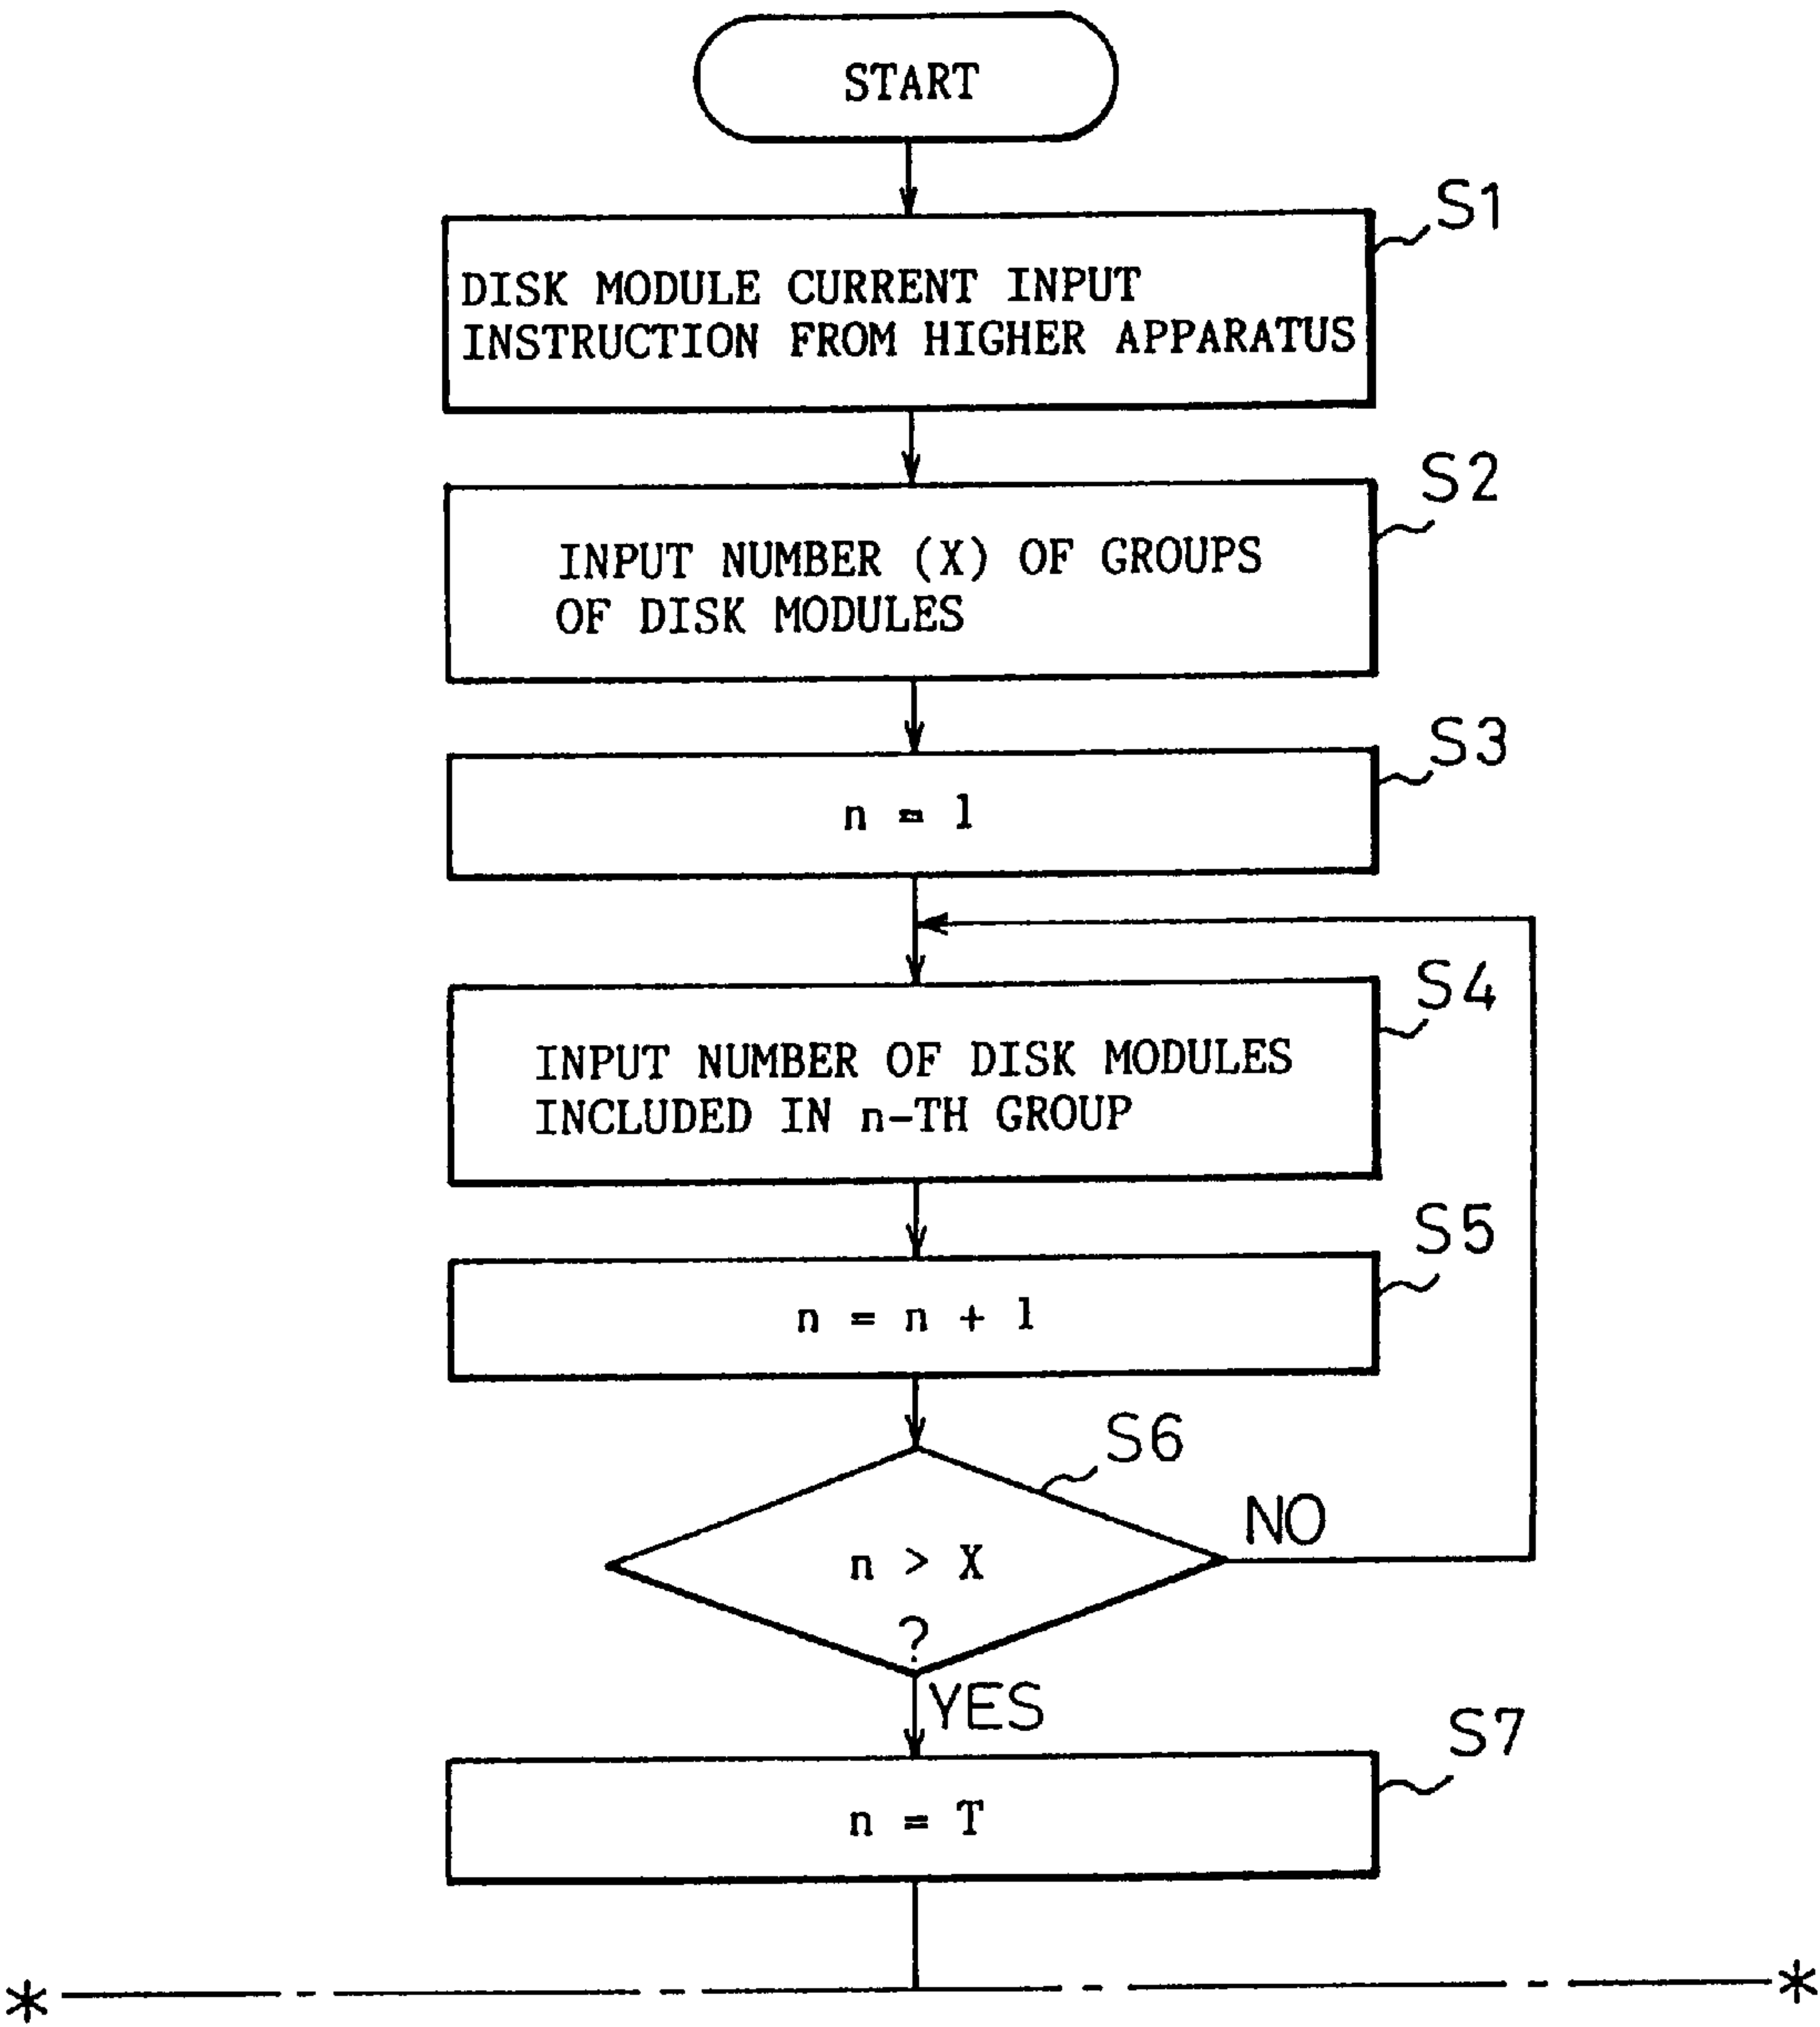 START
S1
DISK MODULE CURRENT INPUT
INSTRUCTION FROM HIGHER APPARATUS
S2
INPUT NUMBER (X) OF GROUPS
OF DISK MODULES
S3
n = 1
S4
INPUT NUMBER OF DISK MODULES
INCLUDED IN n-TH GROUP
S5
n = n + 1
S6
NO
n > X
?
YES
S7
n = T
* *